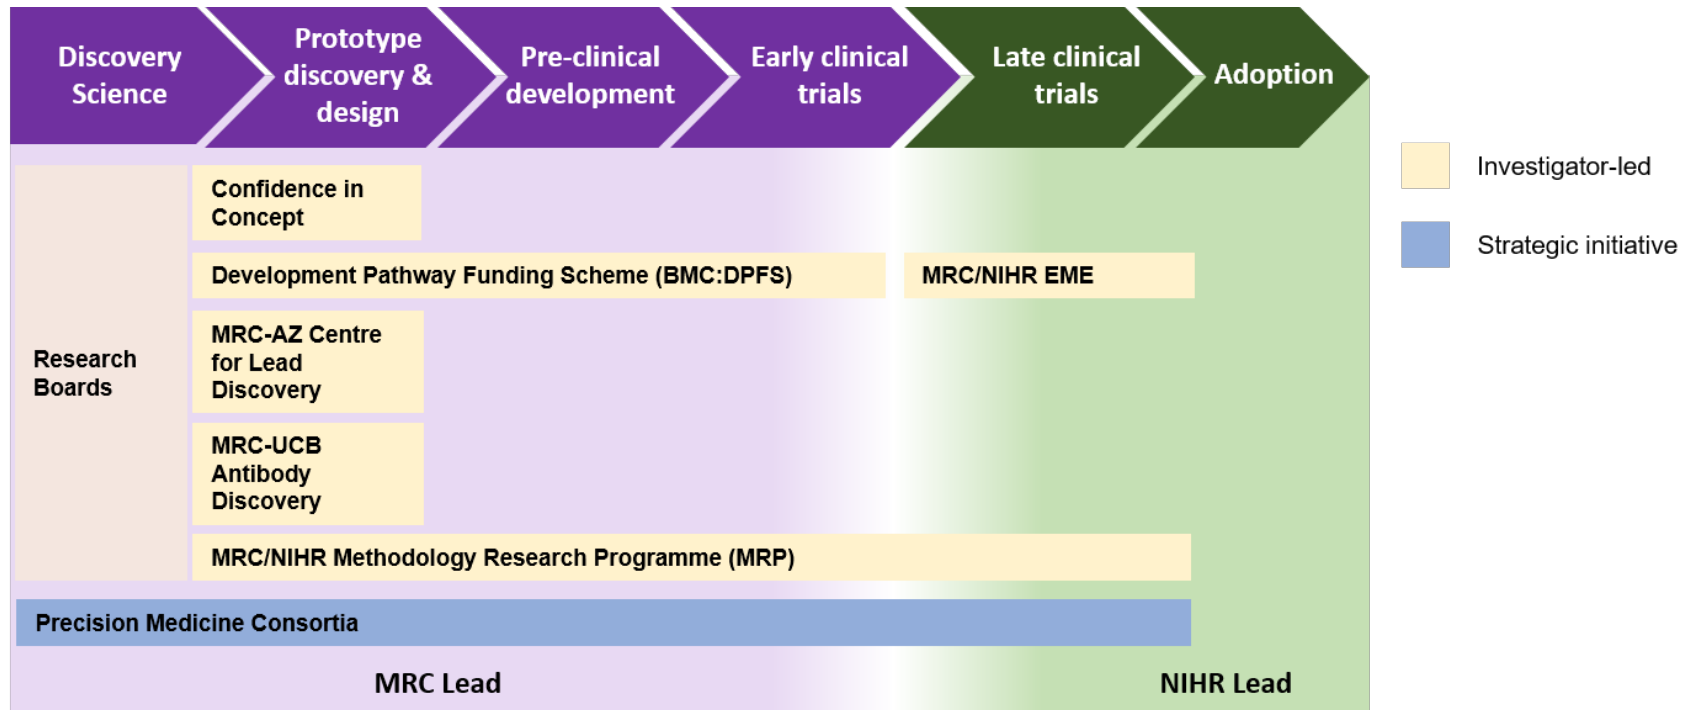 Discovery
Science
Prototype
discovery &
design
Pre-clinical
development
Early clinical
trials
Late clinical
trials
Adoption
Research
Boards
Confidence in
Concept
Development Pathway Funding Scheme (BMC:DPFS)
MRC/NIHR EME
MRC-AZ Centre
for Lead
Discovery
MRC-UCB
Antibody
Discovery
MRC/NIHR Methodology Research Programme (MRP)
Precision Medicine Consortia
MRC Lead
NIHR Lead
Investigator-led
Strategic initiative